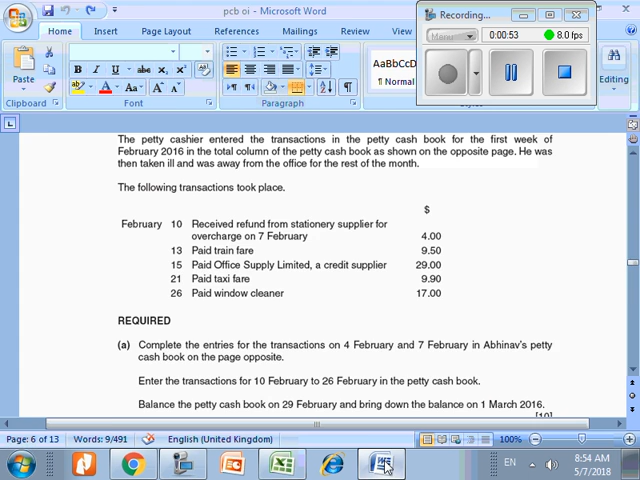 pcb oi - Microsoft Word
Recording...
Home Insert Page Layout References Mailings Review
Menu 0:00:53 8.0 fps
Paste
B I U abc X₂ X²
AaBbCcI
¶ Normal
Editing
Clipboard Font Paragraph
The petty cashier entered the transactions in the petty cash book for the first week of
February 2016 in the total column of the petty cash book as shown on the opposite page. He was
then taken ill and was away from the office for the rest of the month.
The following transactions took place.
$
February 10 Received refund from stationery supplier for
overcharge on 7 February 4.00
13 Paid train fare 9.50
15 Paid Office Supply Limited, a credit supplier 29.00
21 Paid taxi fare 9.90
26 Paid window cleaner 17.00
REQUIRED
(a) Complete the entries for the transactions on 4 February and 7 February in Abhinav's petty
cash book on the page opposite.
Enter the transactions for 10 February to 26 February in the petty cash book.
Balance the petty cash book on 29 February and bring down the balance on 1 March 2016.
[10]
Page: 6 of 13 Words: 9/491 English (United Kingdom) 100%
EN 8:54 AM
5/7/2018